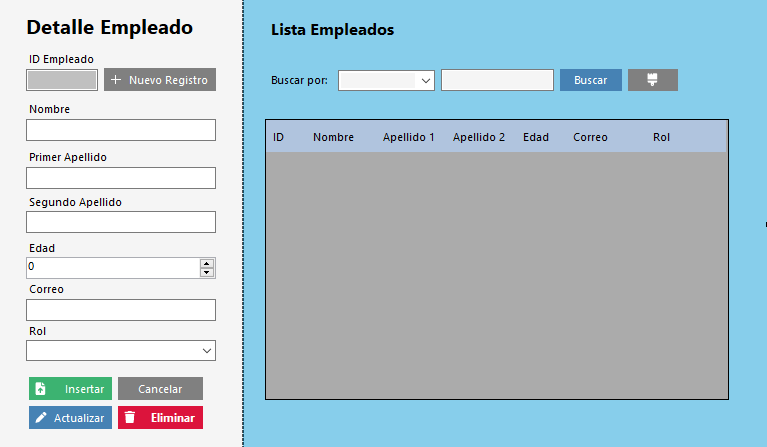 Detalle Empleado
ID Empleado
Nuevo Registro
Nombre
Primer Apellido
Segundo Apellido
Edad
0
Correo
Rol
Insertar Cancelar
Actualizar Eliminar
Lista Empleados
Buscar por: Buscar
ID Nombre Apellido 1 Apellido 2 Edad Correo Rol